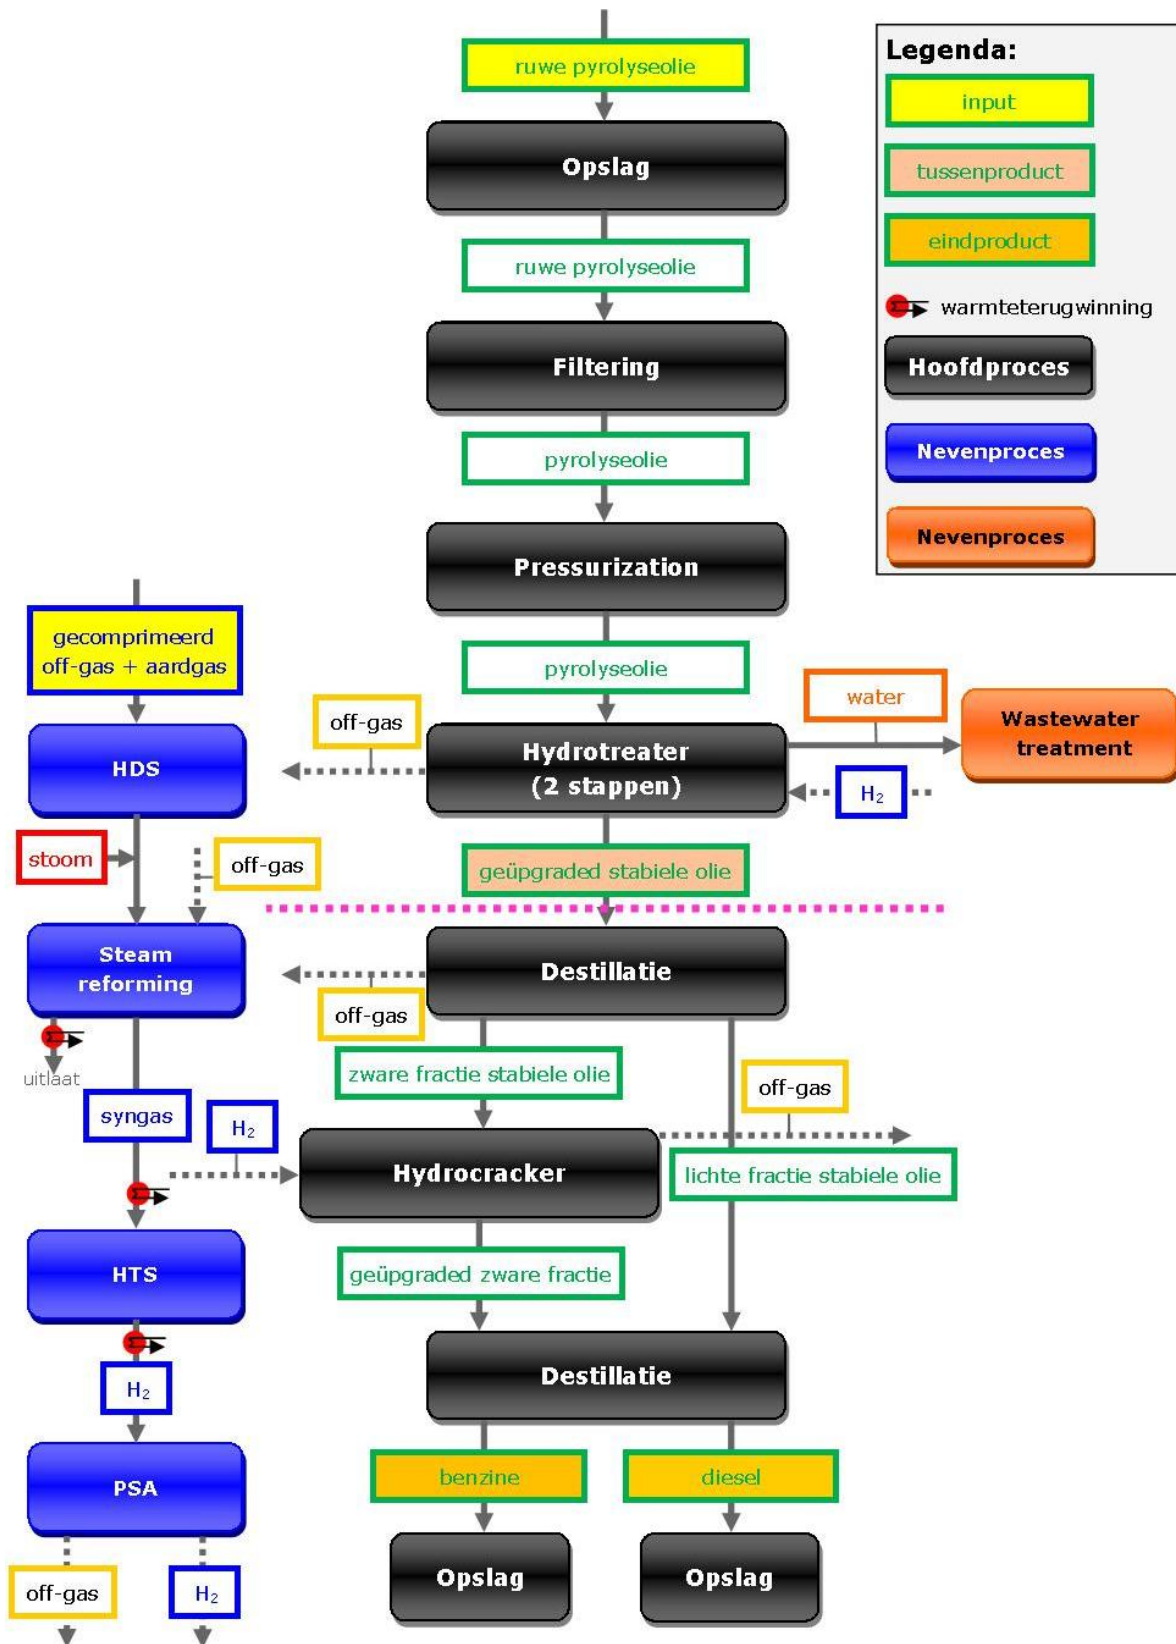 ruwe pyrolyseolie
Opslag
ruwe pyrolyseolie
Filtering
pyrolyseolie
Pressurization
pyrolyseolie
Hydrotreater
(2 stappen)
off-gas
water
Wastewater
treatment
H₂
geüpgraded stabiele olie
Destillatie
off-gas
zware fractie stabiele olie
off-gas
H₂
Hydrocracker
lichte fractie stabiele olie
geüpgraded zware fractie
Destillatie
benzine
diesel
Opslag
Opslag
gecomprimeerd
off-gas + aardgas
HDS
stoom
off-gas
Steam
reforming
Σ
uitlaat
syngas
Σ
HTS
Σ
H₂
PSA
off-gas
H₂
Legenda:
input
tussenproduct
eindproduct
Σ warmteterugwinning
Hoofdproces
Nevenproces
Nevenproces